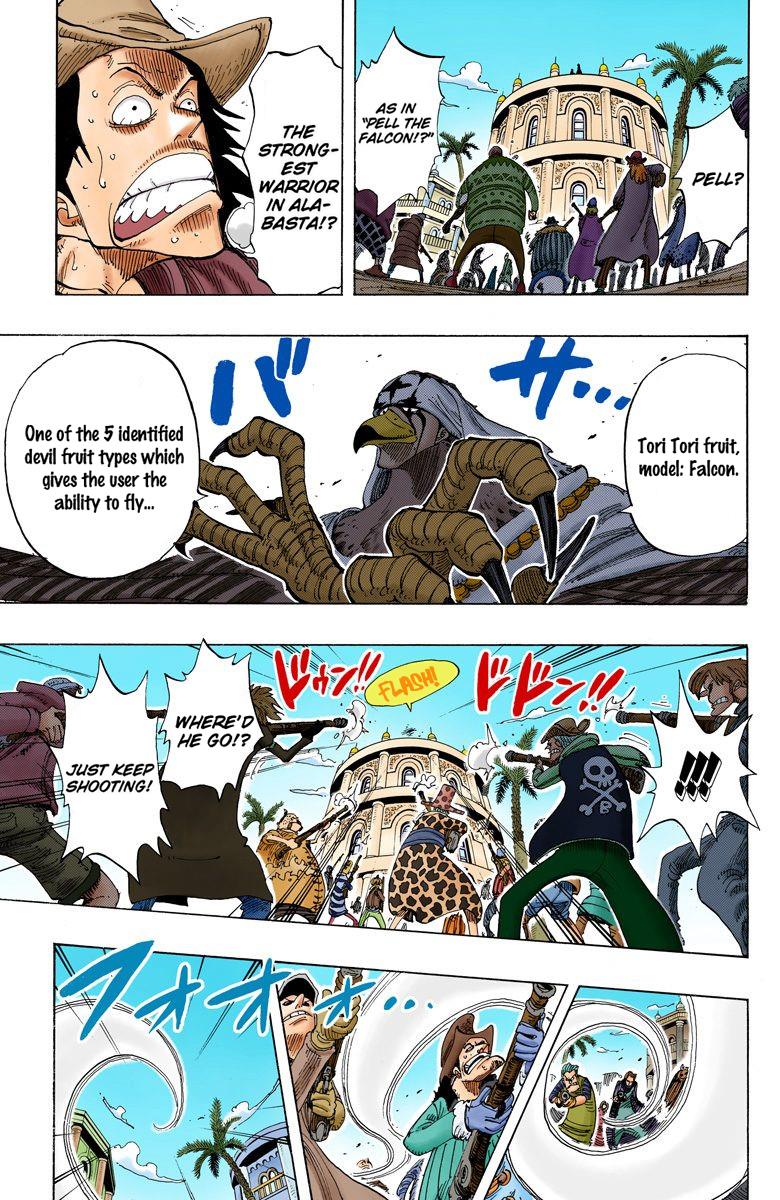 PELL?
AS IN
"PELL THE
FALCON!?"
THE
STRONG-
EST
WARRIOR
IN ALA-
BASTA!?
Tori Tori fruit,
model: Falcon.
サ...
バ
One of the 5 identified
devil fruit types which
gives the user the
ability to fly...
!!!
ドドン!!
FLASH!
ドゥン!!
WHERE'D
HE GO!?
JUST KEEP
SHOOTING!
B
フォオオォ...